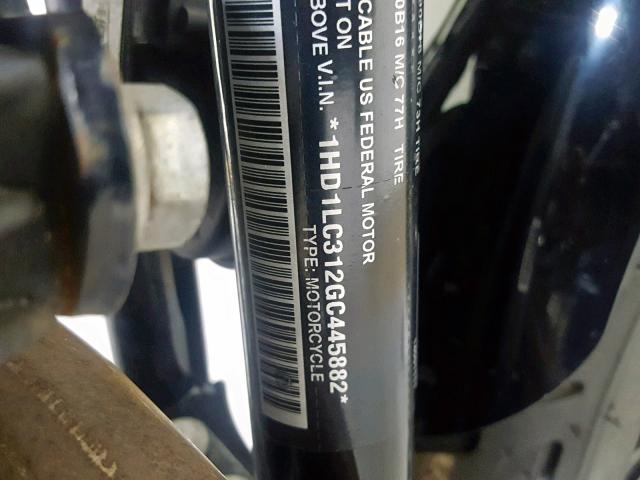 0B16 M/C 77H TIRE
CABLE US FEDERAL MOTOR
T ON
BOVE V.I.N.
*1HD1LC312GC445882*
TYPE: MOTORCYCLE